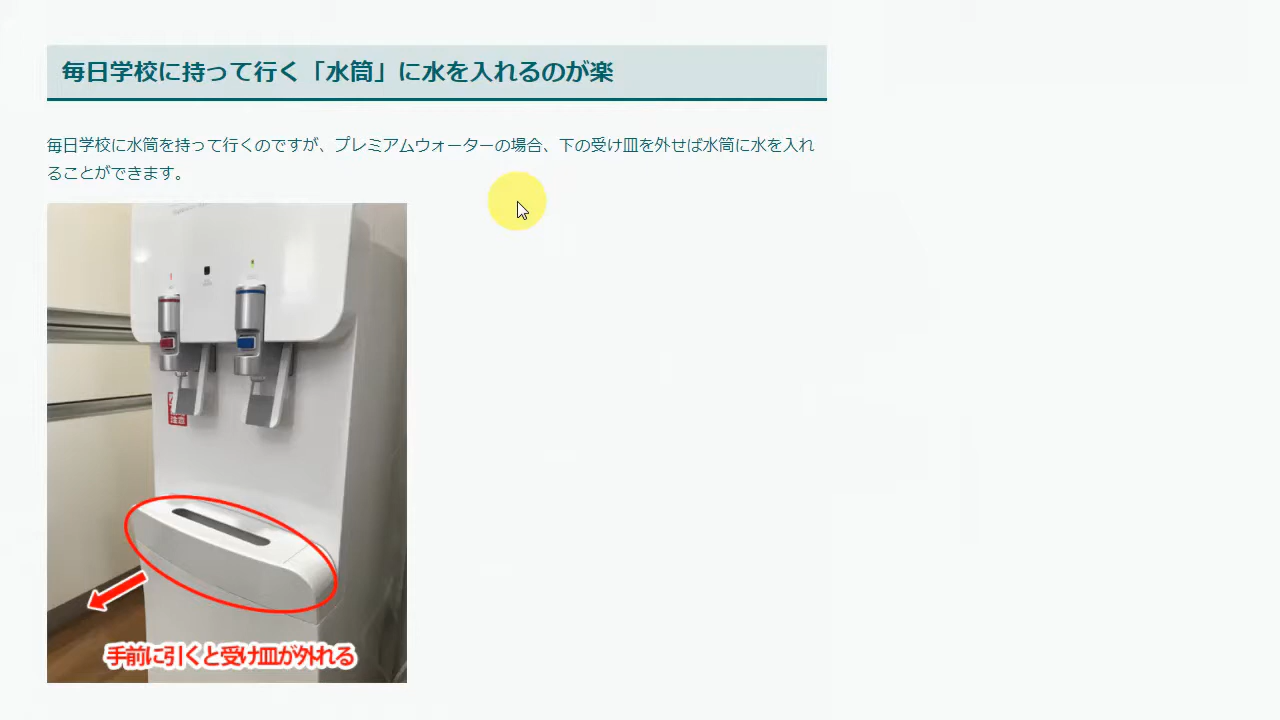 毎日学校に持って行く「水筒」に水を入れるのが楽
毎日学校に水筒を持って行くのですが、プレミアムウォーターの場合、下の受け皿を外せば水筒に水を入れ
ることができます。
手前に引くと受け皿が外れる